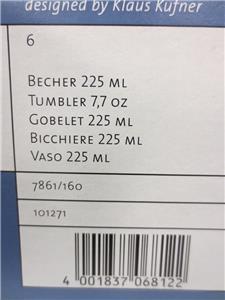 designed by Klaus Kufner
6
BECHER 225 ML
TUMBLER 7,7 OZ
GOBELET 225 ML
BICCHIERE 225 ML
VASO 225 ML
7861/160
101271
4 001837 068122